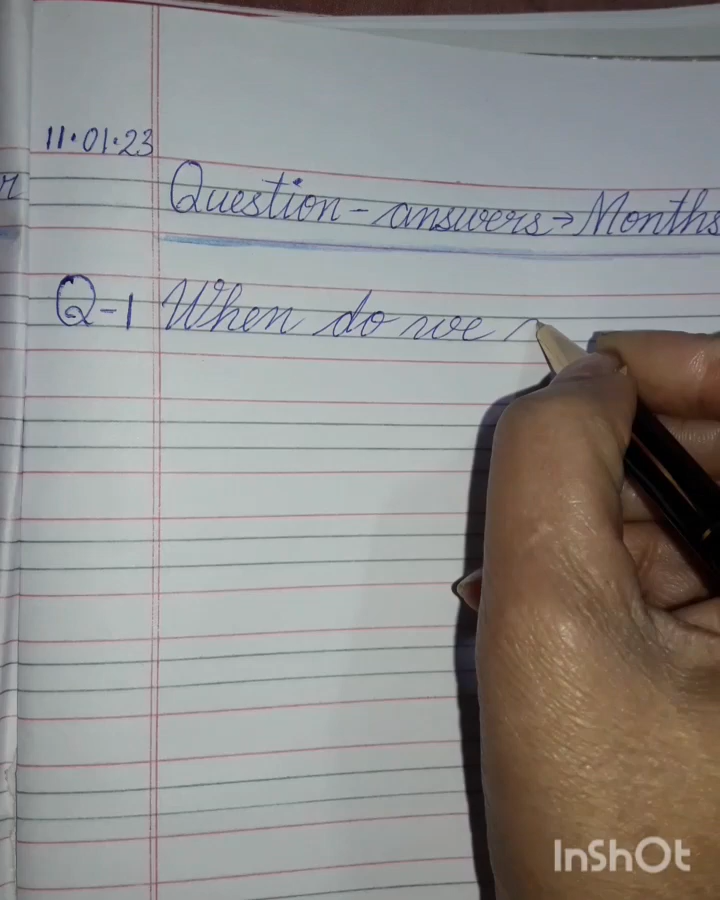 11.01.23
Question - answers → Months
Q-1 When do we
InShOt